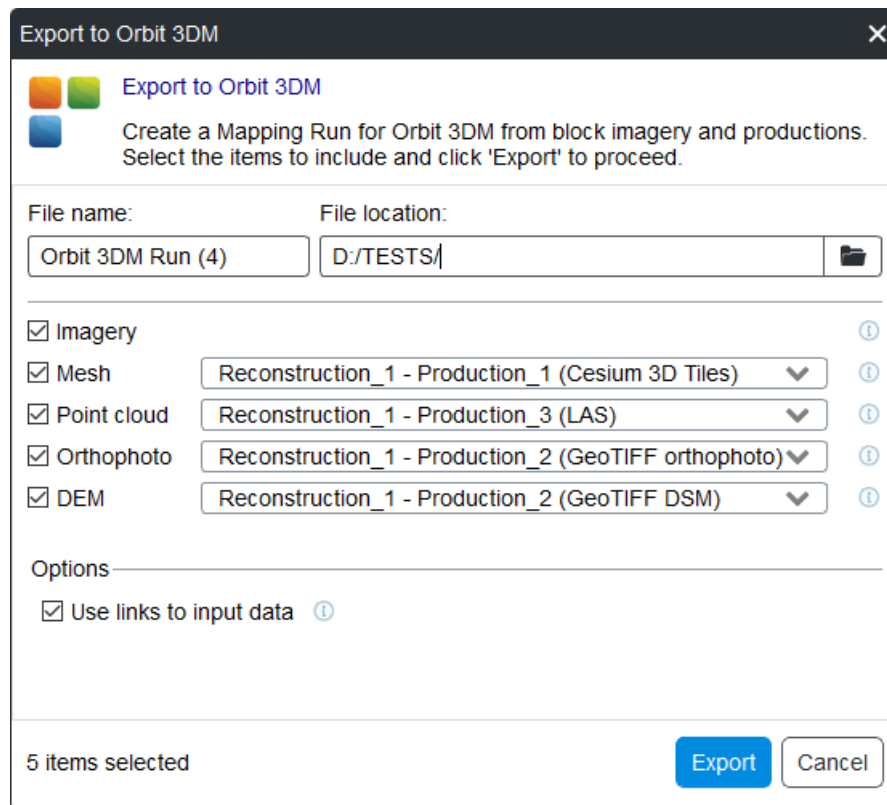 Export to Orbit 3DM
Export to Orbit 3DM
Create a Mapping Run for Orbit 3DM from block imagery and productions.
Select the items to include and click 'Export' to proceed.
File name: File location:
Orbit 3DM Run (4) D:/TESTS/
Imagery
Mesh Reconstruction_1 - Production_1 (Cesium 3D Tiles)
Point cloud Reconstruction_1 - Production_3 (LAS)
Orthophoto Reconstruction_1 - Production_2 (GeoTIFF orthophoto)
DEM Reconstruction_1 - Production_2 (GeoTIFF DSM)
Options
Use links to input data
5 items selected Export Cancel